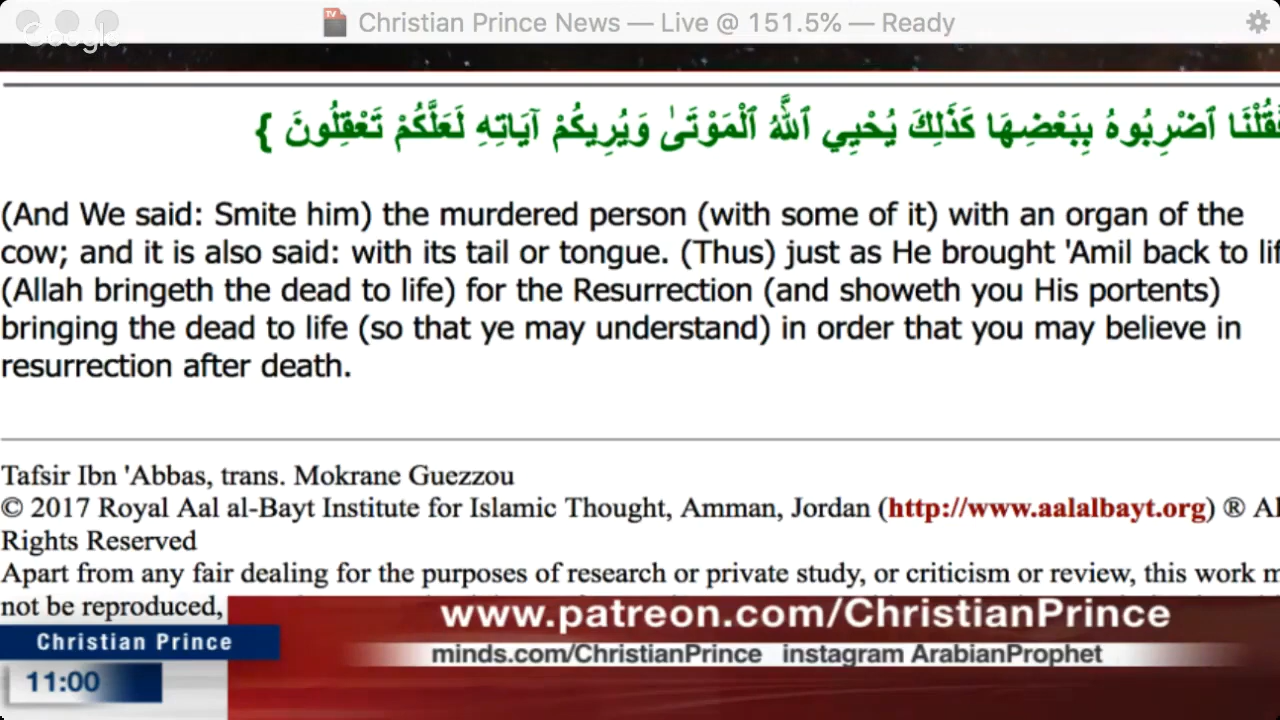 Google
TV
Christian Prince News — Live @ 151.5% — Ready
فَقُلْنَا ٱضْرِبُوهُ بِبَعْضِهَا كَذَلِكَ يُحْيِي ٱللَّهُ ٱلْمَوْتَىٰ وَيُرِيكُمْ آيَاتِهِ لَعَلَّكُمْ تَعْقِلُونَ }
(And We said: Smite him) the murdered person (with some of it) with an organ of the
cow; and it is also said: with its tail or tongue. (Thus) just as He brought 'Amil back to lif
(Allah bringeth the dead to life) for the Resurrection (and showeth you His portents)
bringing the dead to life (so that ye may understand) in order that you may believe in
resurrection after death.
Tafsir Ibn 'Abbas, trans. Mokrane Guezzou
© 2017 Royal Aal al-Bayt Institute for Islamic Thought, Amman, Jordan (http://www.aalalbayt.org) ® Al
Rights Reserved
Apart from any fair dealing for the purposes of research or private study, or criticism or review, this work m
not be reproduced,
www.patreon.com/ChristianPrince
Christian Prince
minds.com/ChristianPrince instagram ArabianProphet
11:00